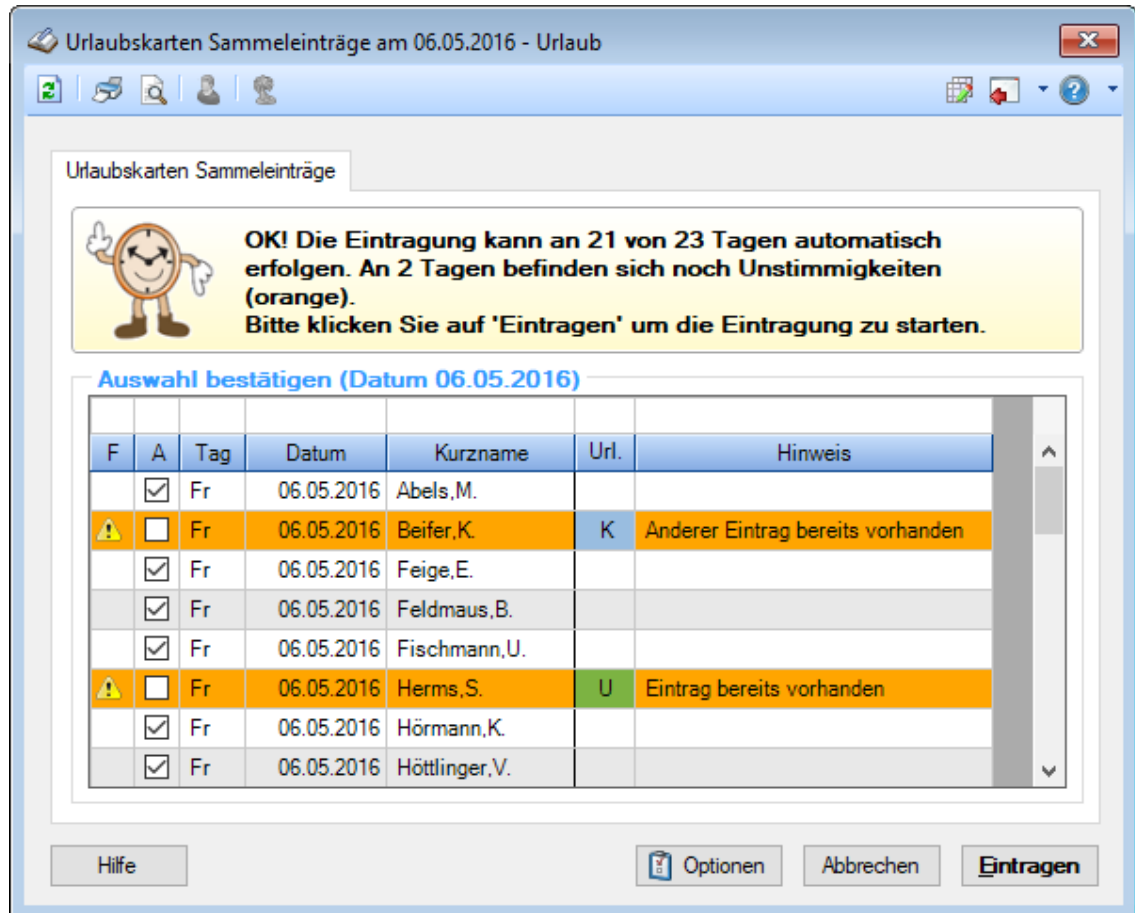 Urlaubskarten Sammeleinträge am 06.05.2016 - Urlaub
Urlaubskarten Sammeleinträge
OK! Die Eintragung kann an 21 von 23 Tagen automatisch
erfolgen. An 2 Tagen befinden sich noch Unstimmigkeiten
(orange).
Bitte klicken Sie auf 'Eintragen' um die Eintragung zu starten.
Auswahl bestätigen (Datum 06.05.2016)
F A Tag Datum Kurzname Url. Hinweis
Fr 06.05.2016 Abels,M.
Fr 06.05.2016 Beifer,K. K Anderer Eintrag bereits vorhanden
Fr 06.05.2016 Feige,E.
Fr 06.05.2016 Feldmaus,B.
Fr 06.05.2016 Fischmann,U.
Fr 06.05.2016 Herms,S. U Eintrag bereits vorhanden
Fr 06.05.2016 Hörmann,K.
Fr 06.05.2016 Höttlinger,V.
Hilfe Optionen Abbrechen Eintragen